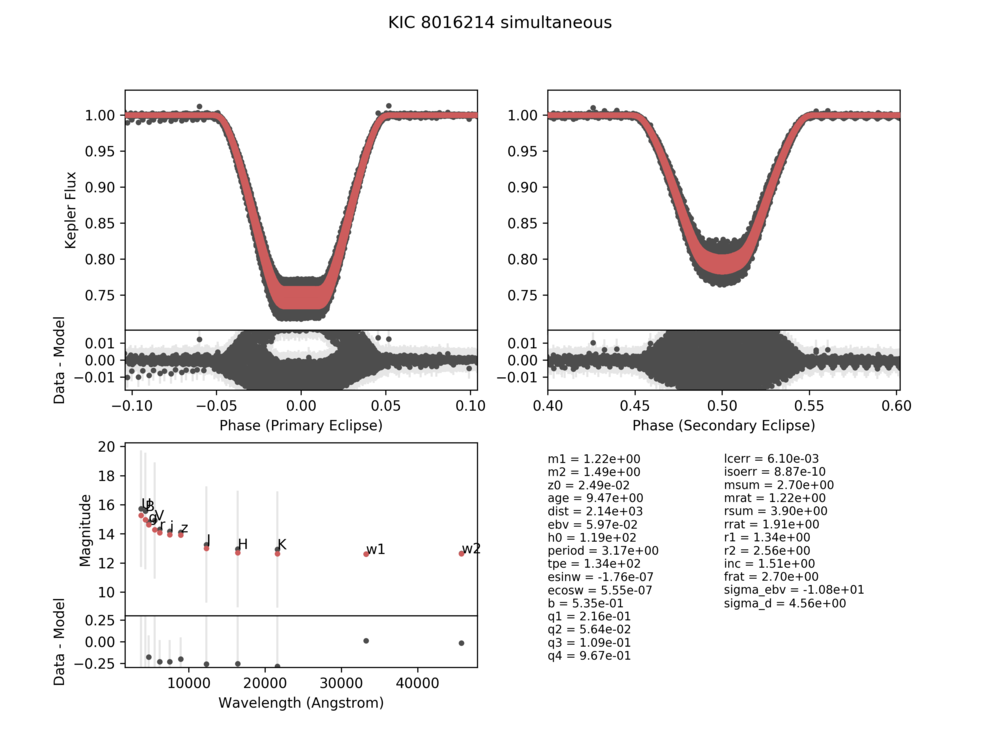 KIC 8016214 simultaneous
Kepler Flux
1.00
0.95
0.90
0.85
0.80
0.75
1.00
0.95
0.90
0.85
0.80
0.75
Data - Model
0.01
0.00
−0.01
0.01
0.00
−0.01
−0.10 −0.05 0.00 0.05 0.10
Phase (Primary Eclipse)
0.40 0.45 0.50 0.55 0.60
Phase (Secondary Eclipse)
Magnitude
20
18
16
14
12
10
U
B
g
V
r
i
z
J
H
K
w1
w2
Data - Model
0.25
0.00
−0.25
10000 20000 30000 40000
Wavelength (Angstrom)
m1 = 1.22e+00
m2 = 1.49e+00
z0 = 2.49e-02
age = 9.47e+00
dist = 2.14e+03
ebv = 5.97e-02
h0 = 1.19e+02
period = 3.17e+00
tpe = 1.34e+02
esinw = -1.76e-07
ecosw = 5.55e-07
b = 5.35e-01
q1 = 2.16e-01
q2 = 5.64e-02
q3 = 1.09e-01
q4 = 9.67e-01
lcerr = 6.10e-03
isoerr = 8.87e-10
msum = 2.70e+00
mrat = 1.22e+00
rsum = 3.90e+00
rrat = 1.91e+00
r1 = 1.34e+00
r2 = 2.56e+00
inc = 1.51e+00
frat = 2.70e+00
sigma_ebv = -1.08e+01
sigma_d = 4.56e+00